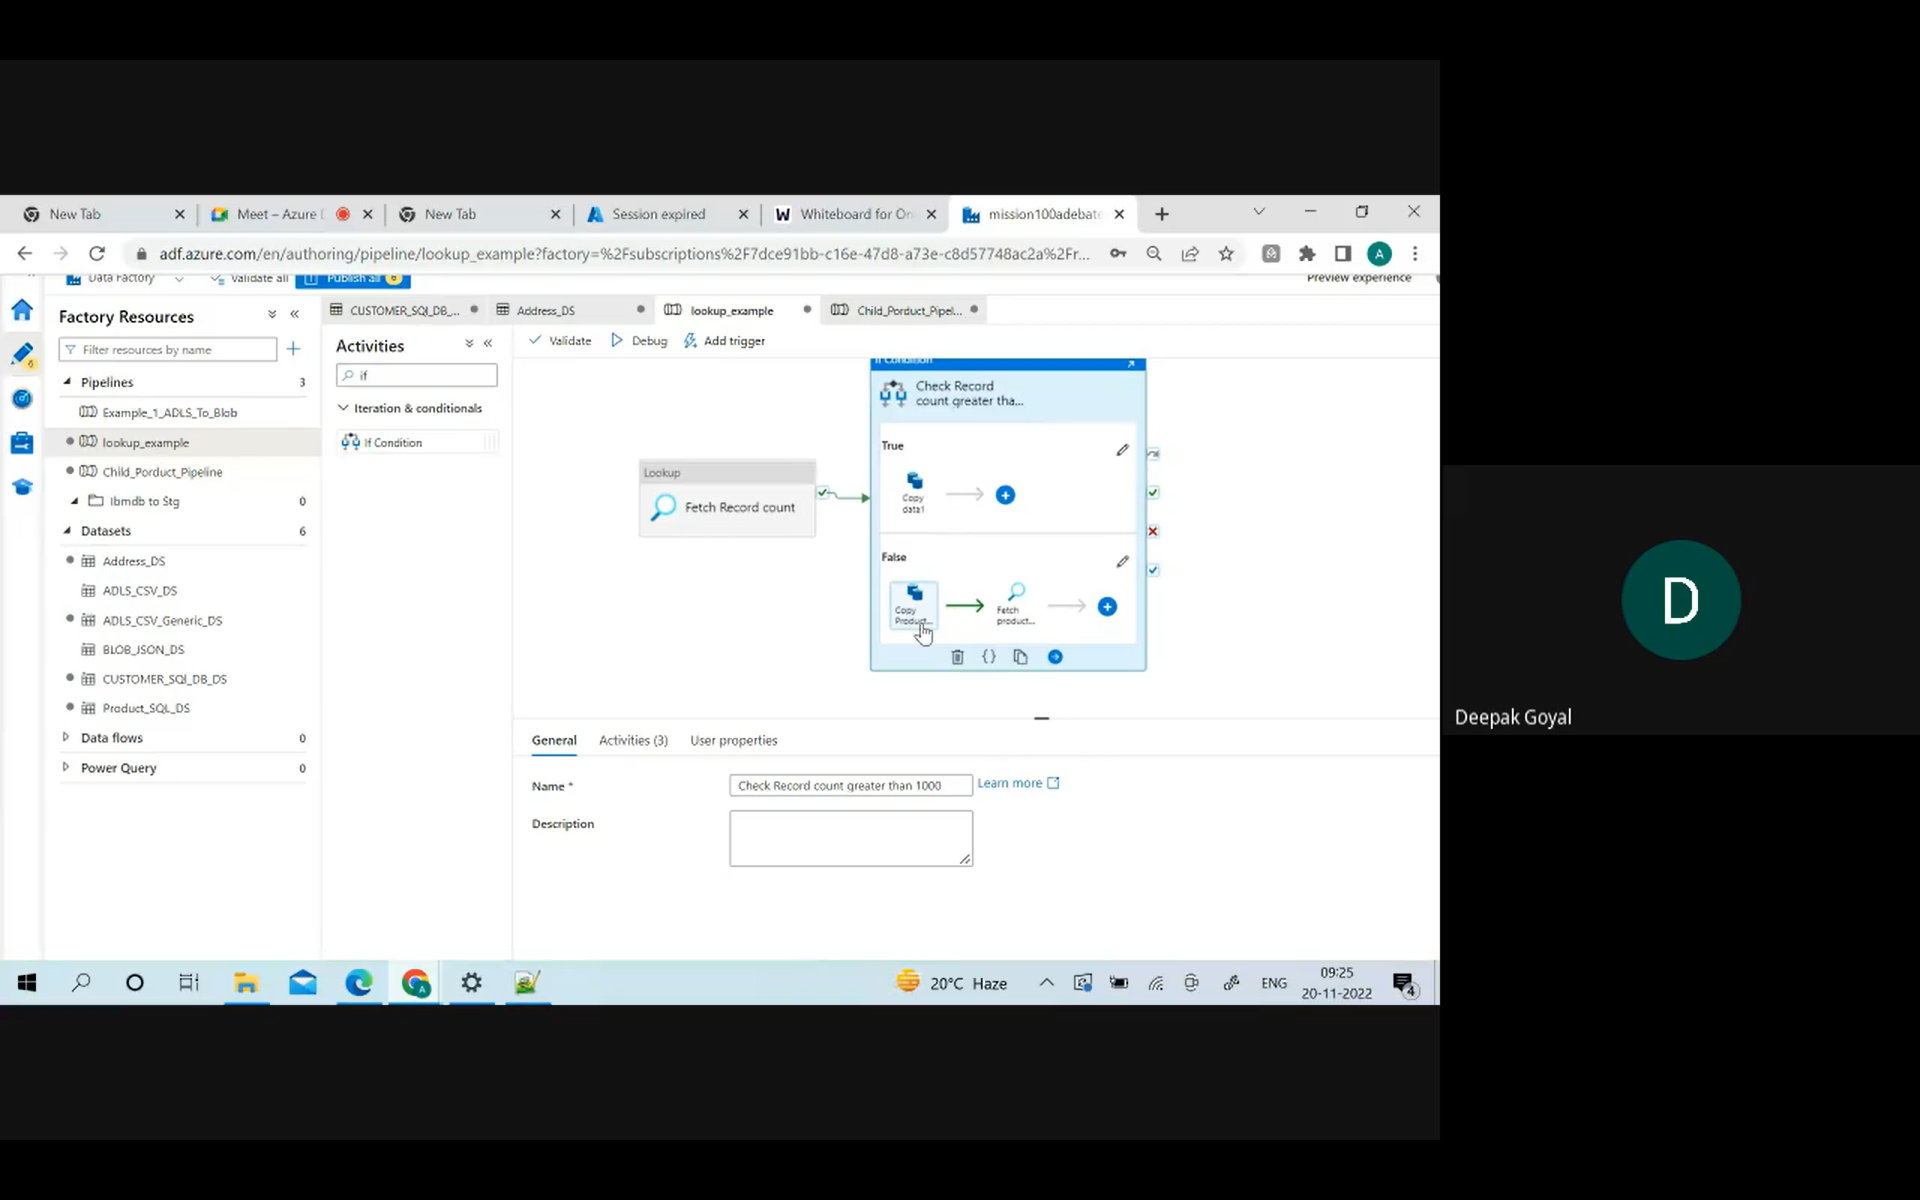 New Tab
Meet – Azure
New Tab
Session expired
Whiteboard for On
mission100adebate
adf.azure.com/en/authoring/pipeline/lookup_example?factory=%2Fsubscriptions%2F7dce91bb-c16e-47d8-a73e-c8d57748ac2a%2Fr...
A
Data Factory
Validate all
Publish all 6
Preview experience
Factory Resources
CUSTOMER_SQl_DB_...
Address_DS
lookup_example
Child_Porduct_Pipel...
Filter resources by name
Activities
Validate
Debug
Add trigger
if
Pipelines 3
Iteration & conditionals
Example_1_ADLS_To_Blob
lookup_example
If Condition
Child_Porduct_Pipeline
Ibmdb to Stg 0
Datasets 6
Address_DS
ADLS_CSV_DS
ADLS_CSV_Generic_DS
BLOB_JSON_DS
CUSTOMER_SQl_DB_DS
Product_SQL_DS
Data flows 0
Power Query 0
Lookup
Fetch Record count
If Condition
Check Record
count greater tha...
True
Copy
data1
False
Copy
Product...
Fetch
product...
{}
General
Activities (3)
User properties
Name *
Check Record count greater than 1000
Learn more
Description
20°C Haze
ENG
09:25
20-11-2022
4
D
Deepak Goyal